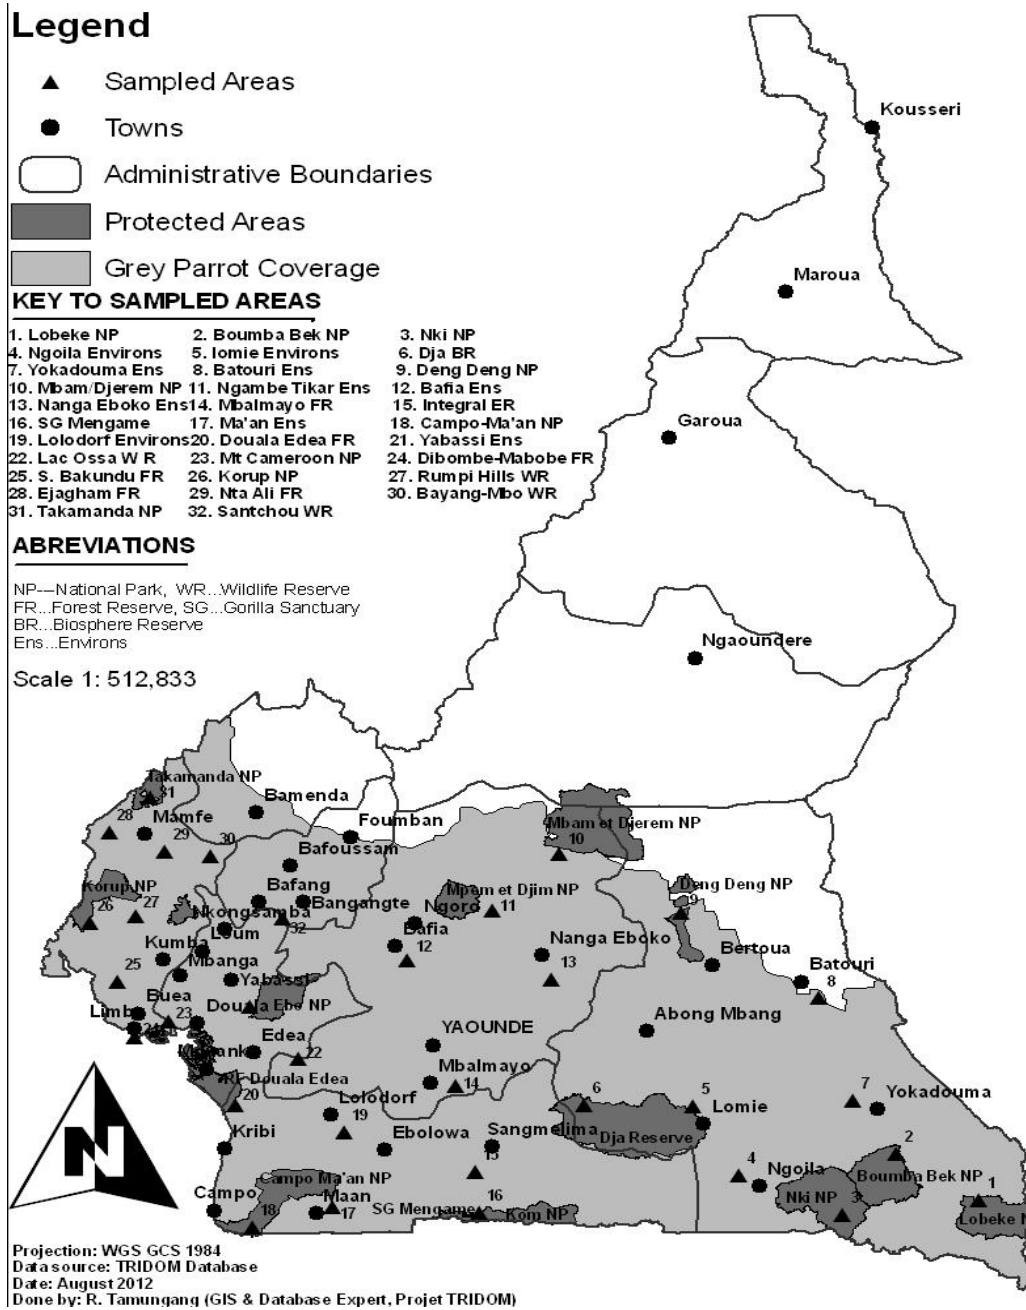 Legend
Sampled Areas
Towns
Administrative Boundaries
Protected Areas
Grey Parrot Coverage
KEY TO SAMPLED AREAS
1. Lobeke NP 2. Boumba Bek NP 3. Nki NP
4. Ngoila Environs 5. lomie Environs 6. Dja BR
7. Yokadouma Ens 8. Batouri Ens 9. Deng Deng NP
10. Mbam/Djerem NP 11. Ngambe Tikar Ens 12. Bafia Ens
13. Nanga Eboko Ens14. Mbalmayo FR 15. Integral ER
16. SG Mengame 17. Ma'an Ens 18. Campo-Ma'an NP
19. Lolodorf Environs20. Douala Edea FR 21. Yabassi Ens
22. Lac Ossa W R 23. Mt Cameroon NP 24. Dibombe-Mabobe FR
25. S. Bakundu FR 26. Korup NP 27. Rumpi Hills WR
28. Ejagham FR 29. Nta Ali FR 30. Bayang-Mbo WR
31. Takamanda NP 32. Santchou WR
ABREVIATIONS
NP---National Park, WR...Wildlife Reserve
FR...Forest Reserve, SG...Gorilla Sanctuary
BR...Biosphere Reserve
Ens...Environs
Scale 1: 512,833
Kousseri
Maroua
Garoua
Ngaoundere
Takamanda NP
31
Bamenda
28
Mamfe
29
30
Foumban
Mbam et Djerem NP
10
Bafoussam
Korup NP
26
27
Bafang
Bangangte
Nkongsamba
32
Mpam et Djim NP
Ngoro
11
Deng Deng NP
9
Loum
Bafia
12
Kumba
Mbanga
Nanga Eboko
13
Bertoua
Batouri
8
25
Yabassi
Buea
23
Douala
Ebo NP
Limbe
24
Edea
22
YAOUNDE
Abong Mbang
RF Douala Edea
20
Mbalmayo
14
Lolodorf
19
6
5
Lomie
7
Yokadouma
Dja Reserve
Kribi
Ebolowa
Sangmelima
15
2
Boumba Bek NP
4
Ngoila
Campo Ma'an NP
Campo
18
Maan
17
SG Mengame
16
Kom NP
Nki NP
3
1
Lobeke N
N
Projection: WGS GCS 1984
Data source: TRIDOM Database
Date: August 2012
Done by: R. Tamungang (GIS & Database Expert, Projet TRIDOM)